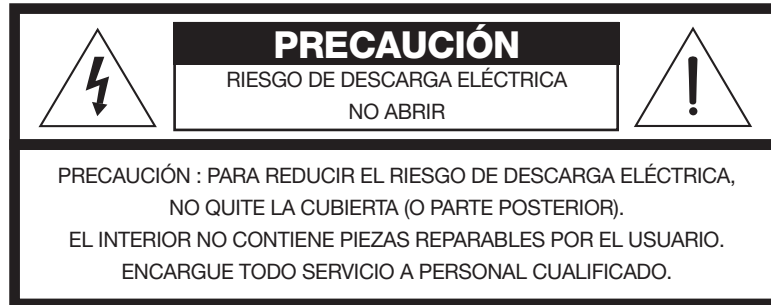 PRECAUCIÓN
RIESGO DE DESCARGA ELÉCTRICA
NO ABRIR
PRECAUCIÓN : PARA REDUCIR EL RIESGO DE DESCARGA ELÉCTRICA,
NO QUITE LA CUBIERTA (O PARTE POSTERIOR).
EL INTERIOR NO CONTIENE PIEZAS REPARABLES POR EL USUARIO.
ENCARGUE TODO SERVICIO A PERSONAL CUALIFICADO.